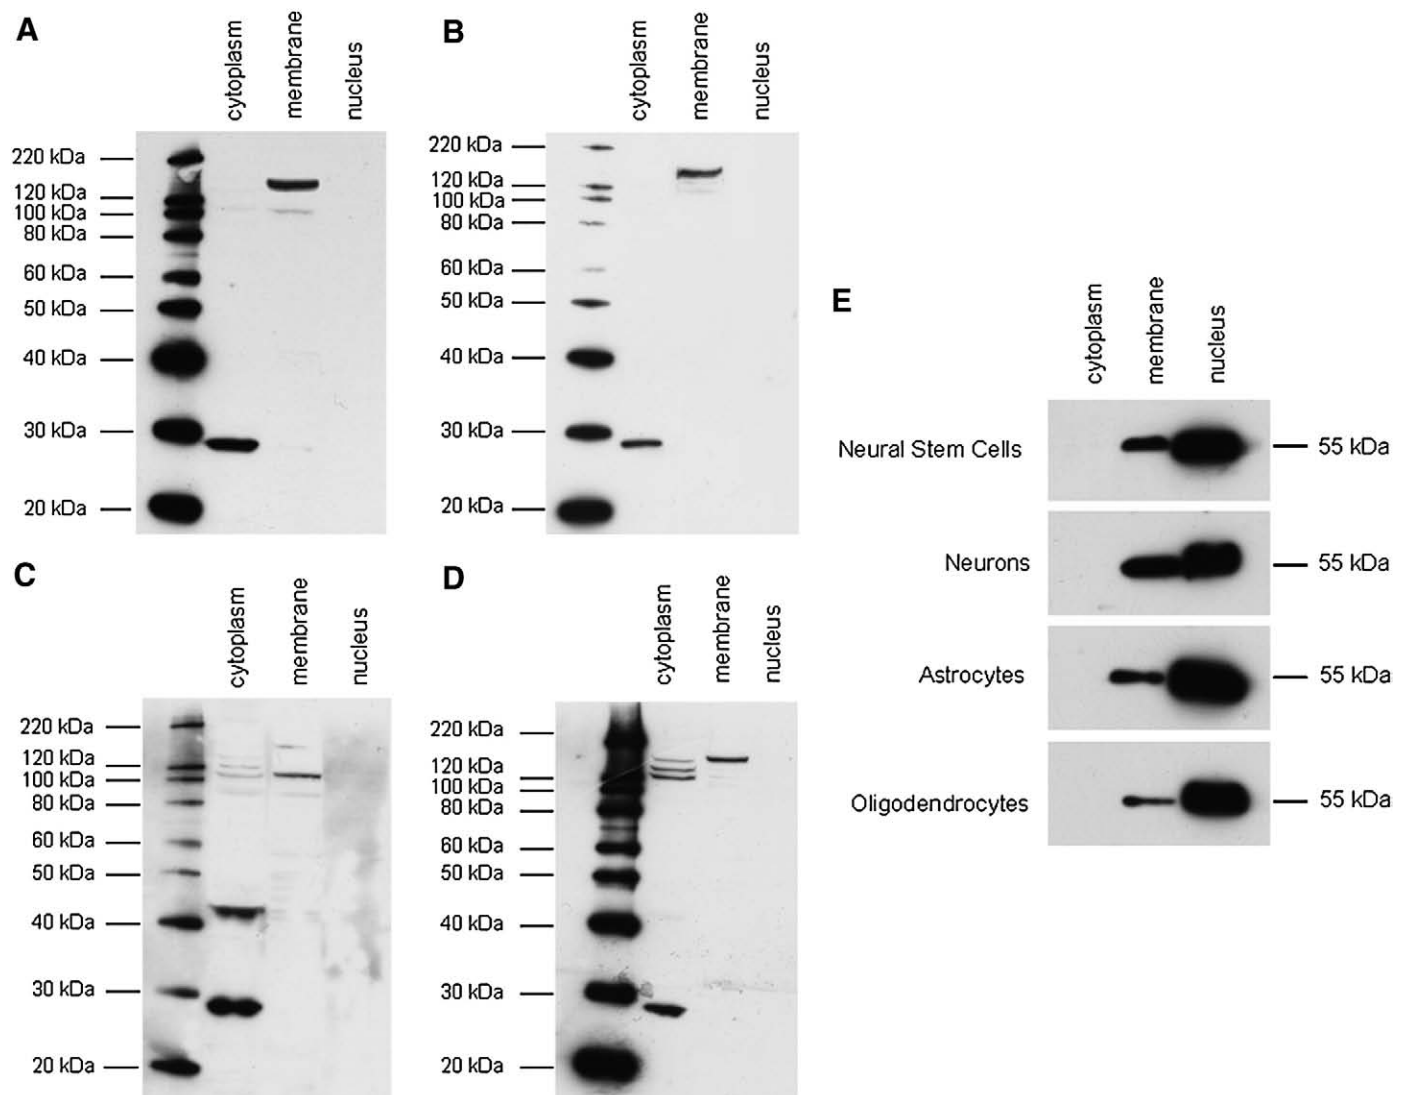 A
cytoplasm
membrane
nucleus
220 kDa
120 kDa
100 kDa
80 kDa
60 kDa
50 kDa
40 kDa
30 kDa
20 kDa
B
cytoplasm
membrane
nucleus
220 kDa
120 kDa
100 kDa
80 kDa
60 kDa
50 kDa
40 kDa
30 kDa
20 kDa
C
cytoplasm
membrane
nucleus
220 kDa
120 kDa
100 kDa
80 kDa
60 kDa
50 kDa
40 kDa
30 kDa
20 kDa
D
cytoplasm
membrane
nucleus
220 kDa
120 kDa
100 kDa
80 kDa
60 kDa
50 kDa
40 kDa
30 kDa
20 kDa
E
cytoplasm
membrane
nucleus
Neural Stem Cells 55 kDa
Neurons 55 kDa
Astrocytes 55 kDa
Oligodendrocytes 55 kDa